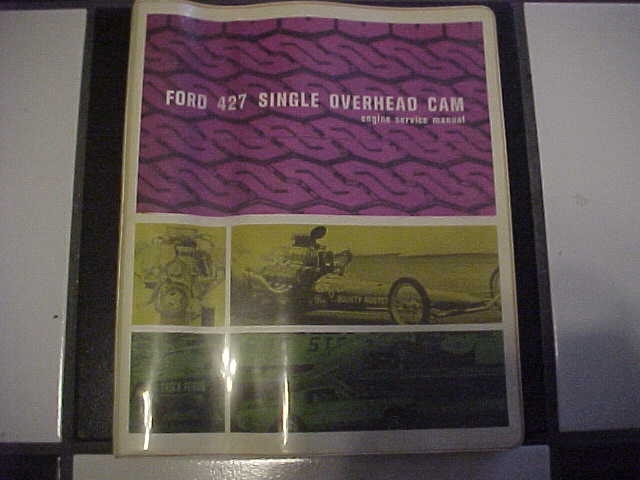 FORD 427 SINGLE OVERHEAD CAM
engine service manual